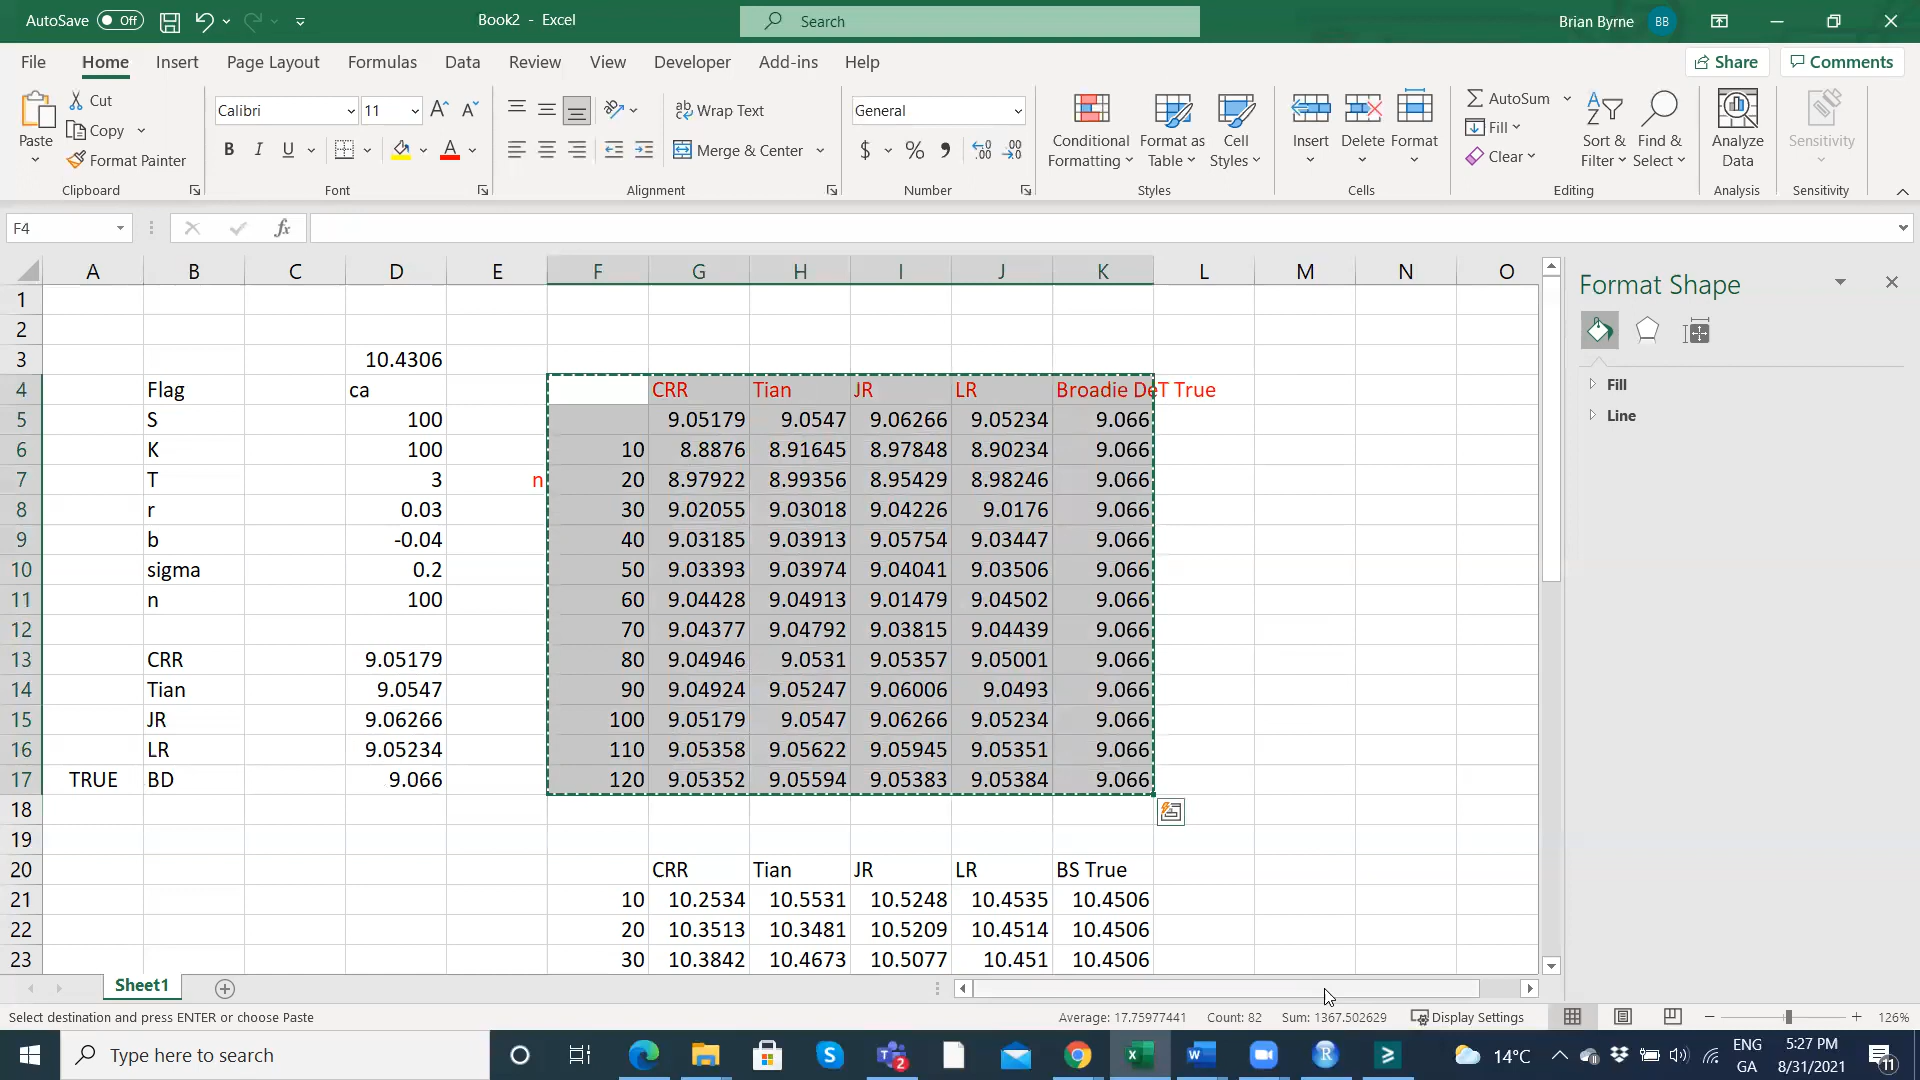 AutoSave Off Book2 - Excel Search Brian Byrne BB
File Home Insert Page Layout Formulas Data Review View Developer Add-ins Help Share Comments
Paste Cut Copy Format Painter Clipboard
Calibri 11 B I U Font
Wrap Text Merge & Center Alignment
General $ % Number
Conditional Formatting Format as Table Cell Styles Styles
Insert Delete Format Cells
AutoSum Fill Clear Sort & Filter Find & Select Editing
Analyze Data Analysis
Sensitivity Sensitivity
F4 fx
A B C D E F G H I J K L M N O
1
2
3 10.4306
4 Flag ca CRR Tian JR LR Broadie DeT True
5 S 100 9.05179 9.0547 9.06266 9.05234 9.066
6 K 100 10 8.8876 8.91645 8.97848 8.90234 9.066
7 T 3 n 20 8.97922 8.99356 8.95429 8.98246 9.066
8 r 0.03 30 9.02055 9.03018 9.04226 9.0176 9.066
9 b -0.04 40 9.03185 9.03913 9.05754 9.03447 9.066
10 sigma 0.2 50 9.03393 9.03974 9.04041 9.03506 9.066
11 n 100 60 9.04428 9.04913 9.01479 9.04502 9.066
12 70 9.04377 9.04792 9.03815 9.04439 9.066
13 CRR 9.05179 80 9.04946 9.0531 9.05357 9.05001 9.066
14 Tian 9.0547 90 9.04924 9.05247 9.06006 9.0493 9.066
15 JR 9.06266 100 9.05179 9.0547 9.06266 9.05234 9.066
16 LR 9.05234 110 9.05358 9.05622 9.05945 9.05351 9.066
17 TRUE BD 9.066 120 9.05352 9.05594 9.05383 9.05384 9.066
18
19
20 CRR Tian JR LR BS True
21 10 10.2534 10.5531 10.5248 10.4535 10.4506
22 20 10.3513 10.3481 10.5209 10.4514 10.4506
23 30 10.3842 10.4673 10.5077 10.451 10.4506
Format Shape
Fill
Line
Sheet1
Select destination and press ENTER or choose Paste Average: 17.75977441 Count: 82 Sum: 1367.502629 Display Settings 126%
Type here to search 2 14°C ENG GA 5:27 PM 8/31/2021 11